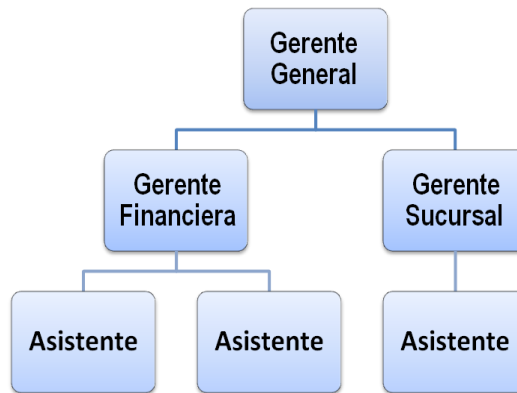 Gerente
General
Gerente
Financiera
Gerente
Sucursal
Asistente
Asistente
Asistente